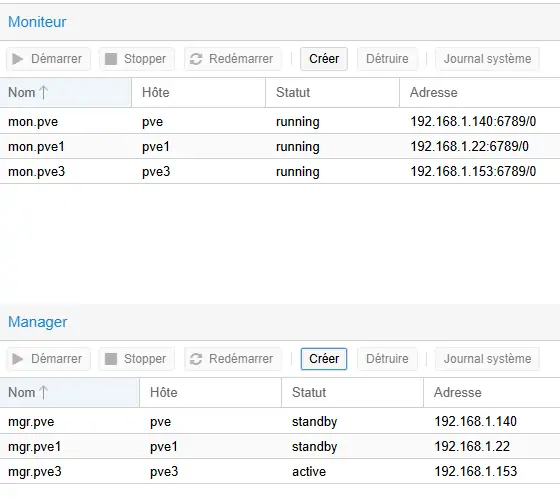 Moniteur
Démarrer Stopper Redémarrer Créer Détruire Journal système
Nom Hôte Statut Adresse
mon.pve pve running 192.168.1.140:6789/0
mon.pve1 pve1 running 192.168.1.22:6789/0
mon.pve3 pve3 running 192.168.1.153:6789/0
Manager
Démarrer Stopper Redémarrer Créer Détruire Journal système
Nom Hôte Statut Adresse
mgr.pve pve standby 192.168.1.140
mgr.pve1 pve1 standby 192.168.1.22
mgr.pve3 pve3 active 192.168.1.153